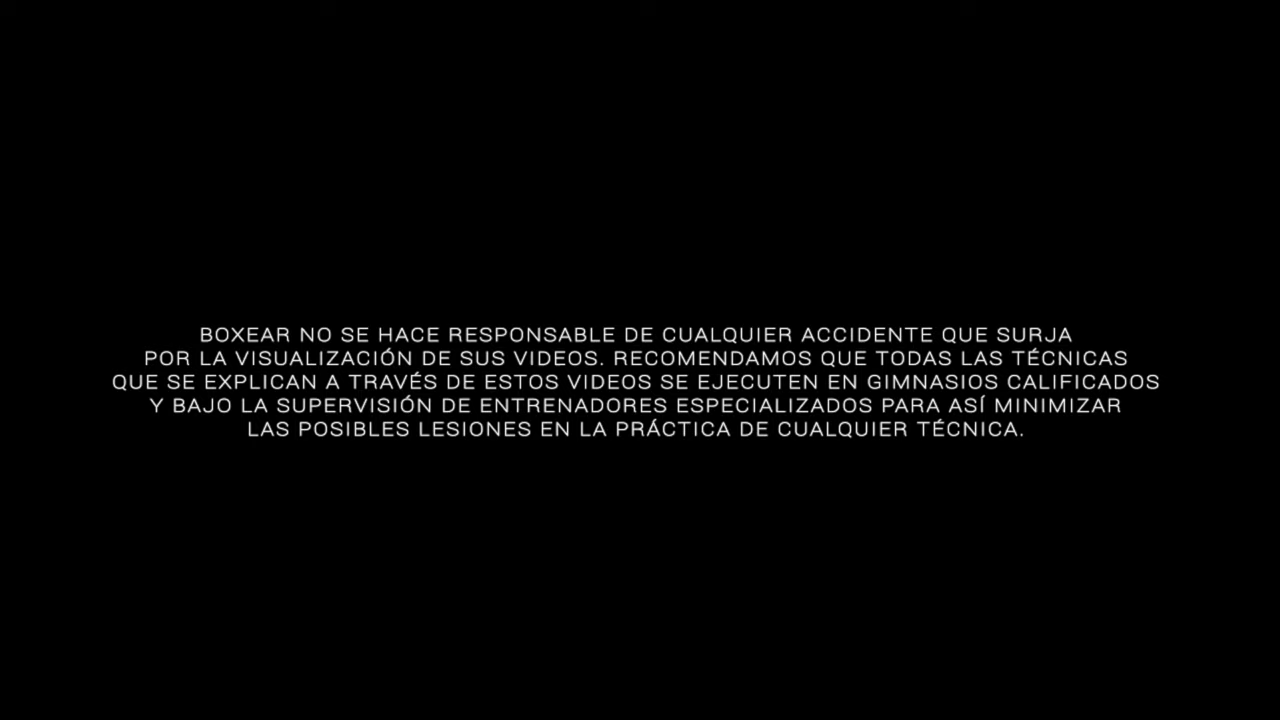 BOXEAR NO SE HACE RESPONSABLE DE CUALQUIER ACCIDENTE QUE SURJA
POR LA VISUALIZACIÓN DE SUS VIDEOS. RECOMENDAMOS QUE TODAS LAS TÉCNICAS
QUE SE EXPLICAN A TRAVÉS DE ESTOS VIDEOS SE EJECUTEN EN GIMNASIOS CALIFICADOS
Y BAJO LA SUPERVISIÓN DE ENTRENADORES ESPECIALIZADOS PARA ASÍ MINIMIZAR
LAS POSIBLES LESIONES EN LA PRÁCTICA DE CUALQUIER TÉCNICA.